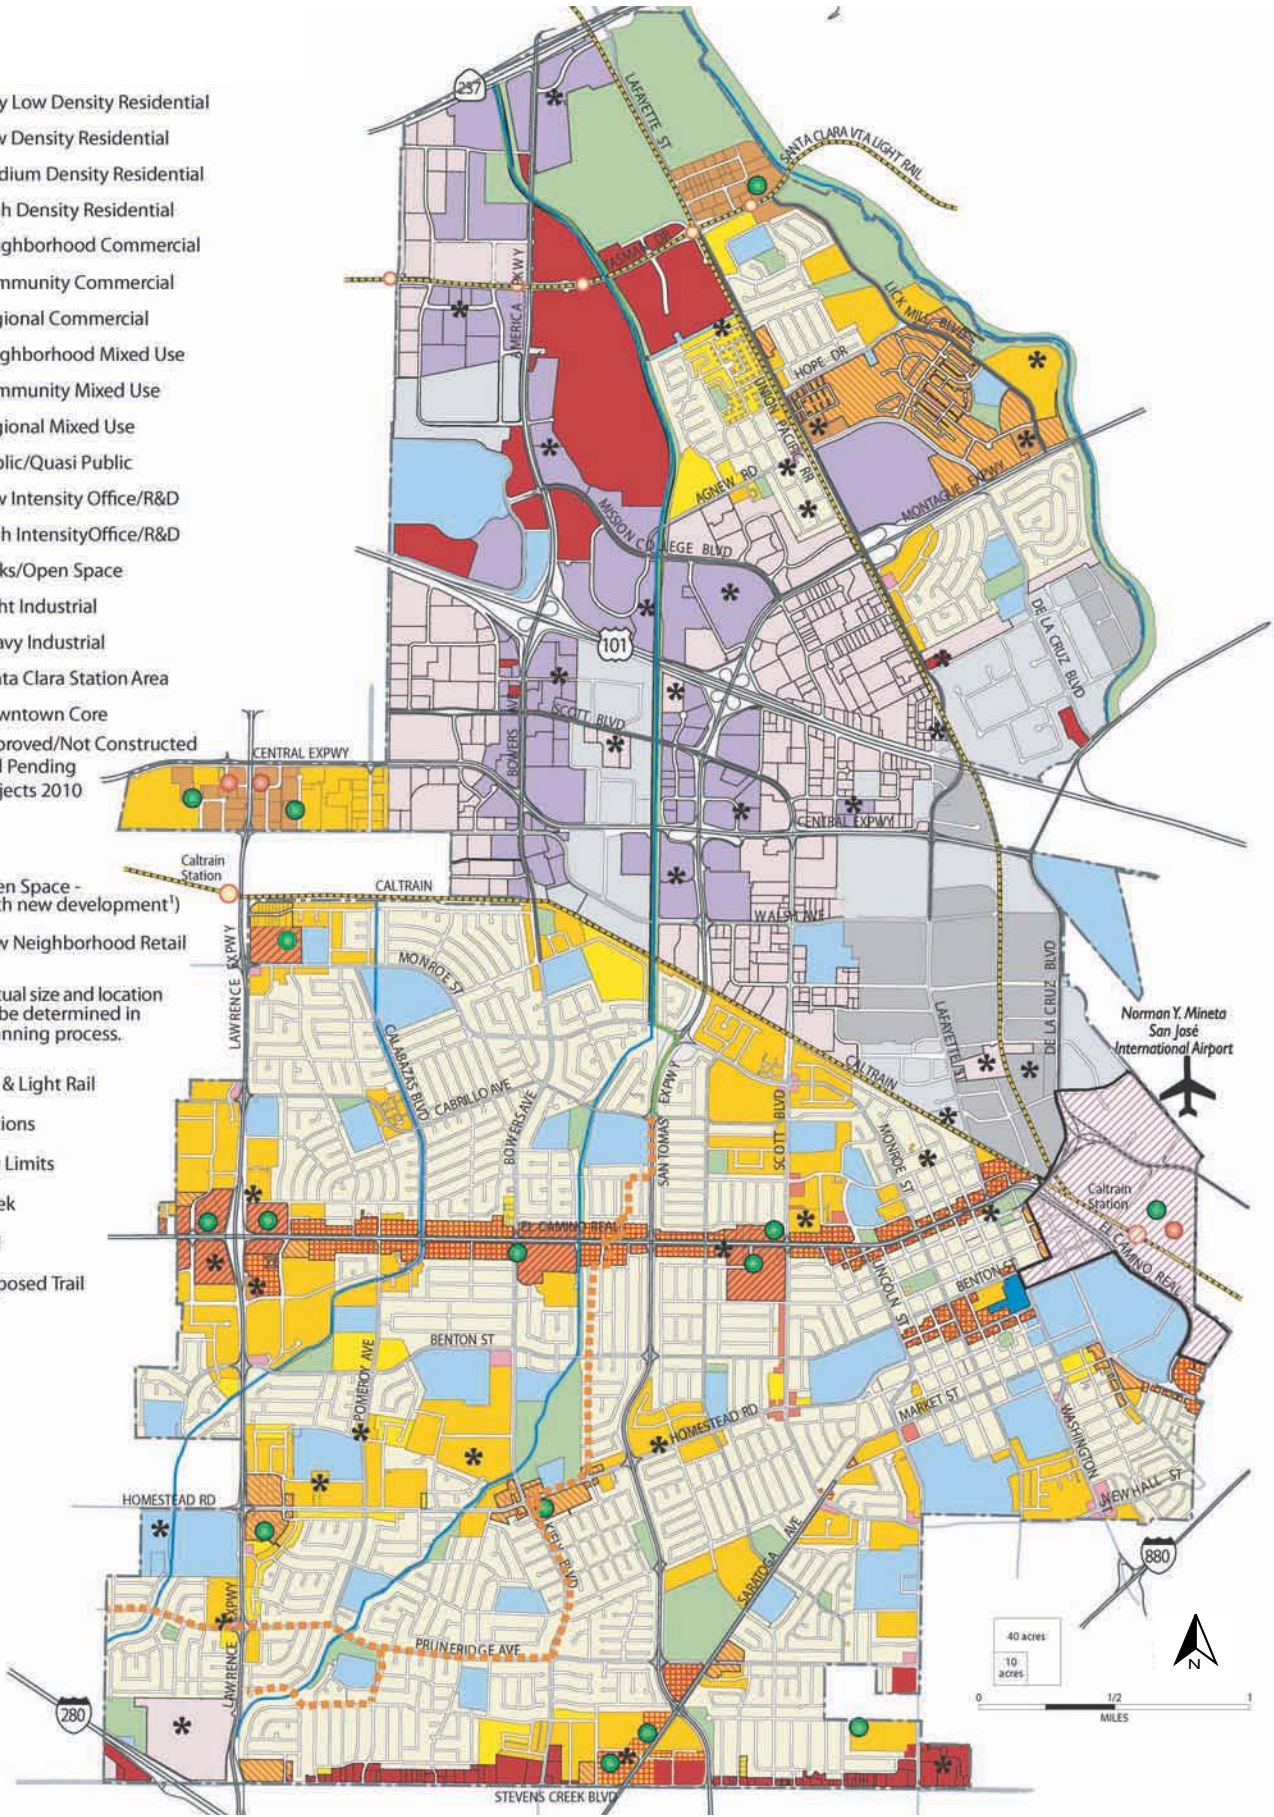 y Low Density Residential
w Density Residential
dium Density Residential
h Density Residential
ighborhood Commercial
mmunity Commercial
gional Commercial
ighborhood Mixed Use
mmunity Mixed Use
gional Mixed Use
blic/Quasi Public
w Intensity Office/R&D
h IntensityOffice/R&D
ks/Open Space
ht Industrial
avy Industrial
nta Clara Station Area
wntown Core
proved/Not Constructed
d Pending
jects 2010
en Space -
th new development¹)
w Neighborhood Retail
tual size and location
be determined in
nning process.
& Light Rail
tions
Limits
ek
posed Trail
237
LAFAYETTE ST
SANTA CLARA VTA LIGHT RAIL
TASMAN DR
AMERICA PKWY
LICK MILL BLVD
HOPE DR
UNION PACIFIC RR
AGNEW RD
MONTAGUE EXPWY
MISSION COLLEGE BLVD
DE LA CRUZ BLVD
101
SCOTT BLVD
BOWERS AVE
CENTRAL EXPWY
CENTRAL EXPWY
Caltrain
Station
CALTRAIN
WALSH AVE
LAWRENCE EXPWY
MONROE ST
DE LA CRUZ BLVD
LAFAYETTE ST
Norman Y. Mineta
San José
International Airport
CALABAZAS BLVD
CABRILLO AVE
BOWERS AVE
SAN TOMAS EXPWY
SCOTT BLVD
CALTRAIN
MONROE ST
Caltrain
Station
EL CAMINO REAL
EL CAMINO REAL
LINCOLN ST
BENTON ST
BENTON ST
POMEROY AVE
HOMESTEAD RD
MARKET ST
WASHINGTON ST
NEWHALL ST
HOMESTEAD RD
KIELY BLVD
SARATOGA AVE
880
LAWRENCE EXPWY
PRUNERIDGE AVE
280
STEVENS CREEK BLVD
40 acres
10
acres
N
0 1/2 1
MILES